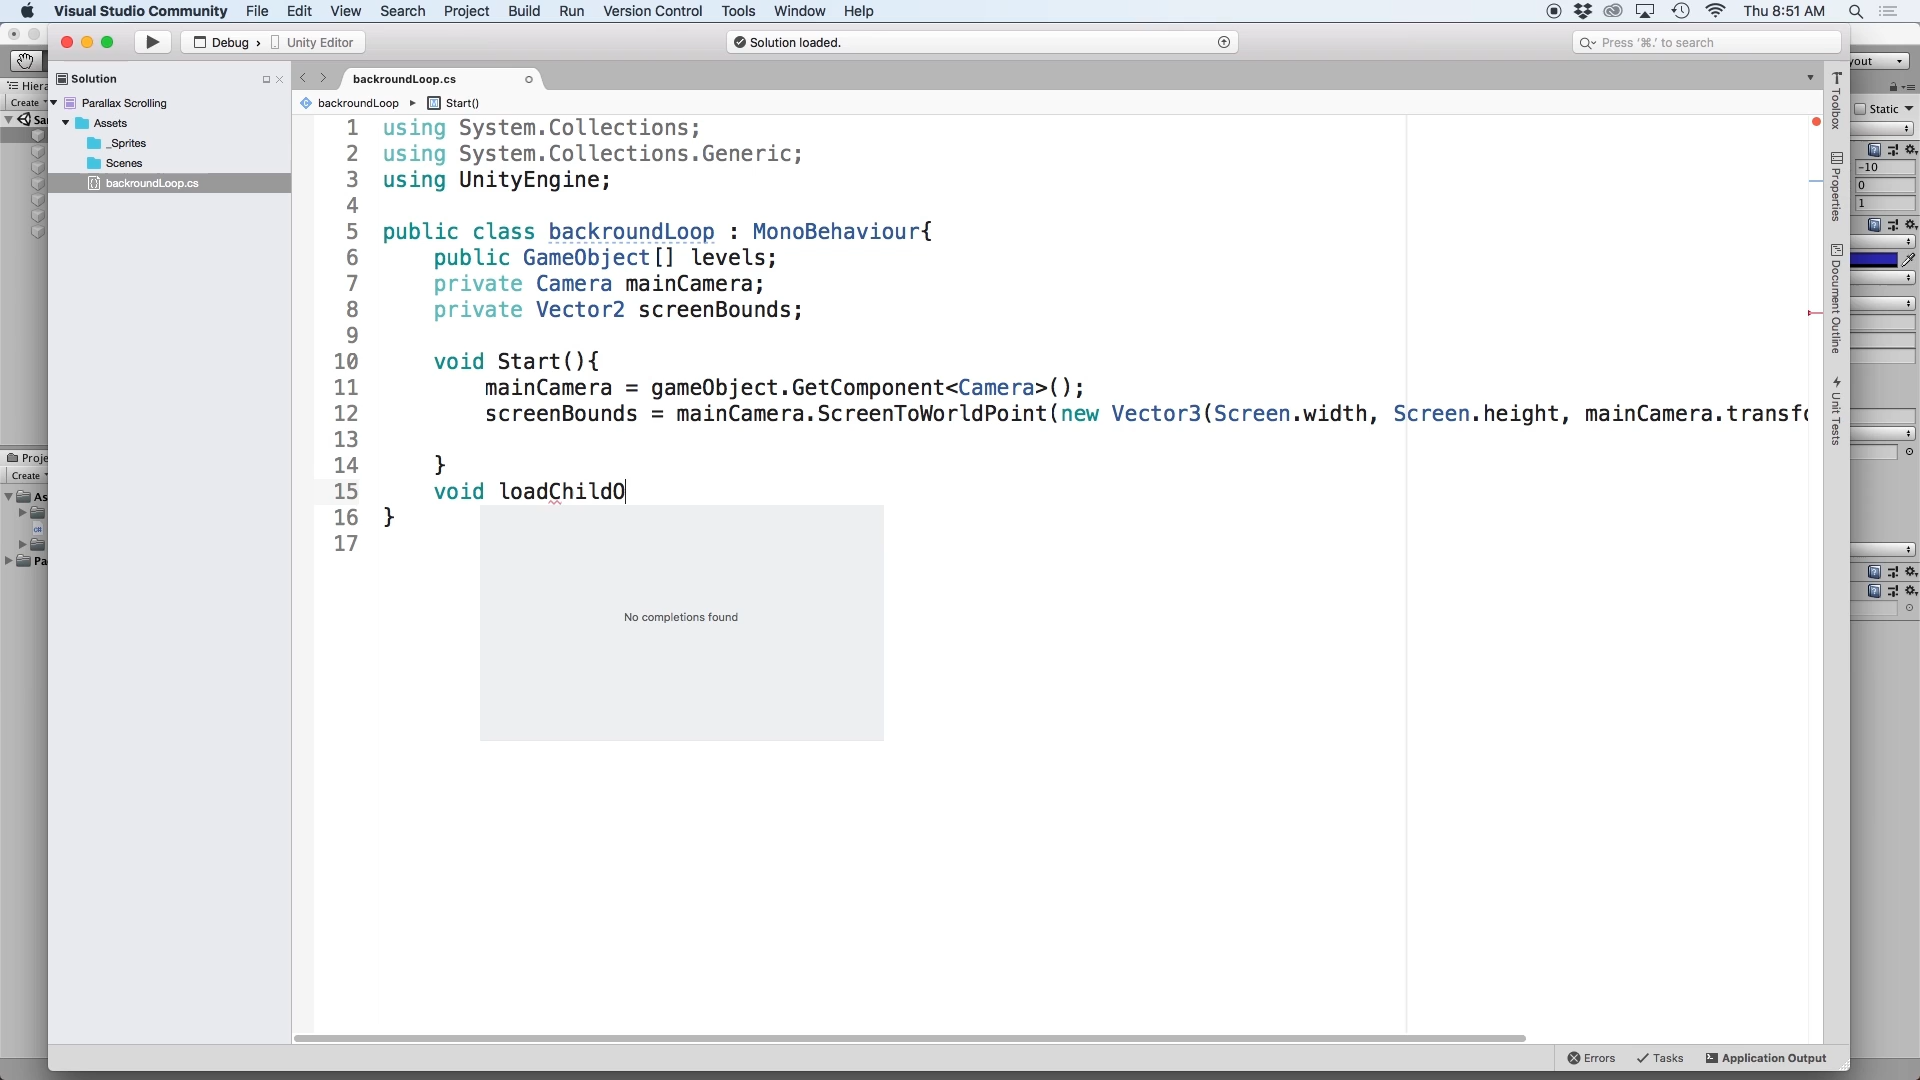 Visual Studio Community File Edit View Search Project Build Run Version Control Tools Window Help Thu 8:51 AM
Debug › Unity Editor Solution loaded. Press '⌘.' to search
Solution
Parallax Scrolling
Assets
_Sprites
Scenes
backroundLoop.cs
backroundLoop.cs
backroundLoop ▸ Start()
1 using System.Collections;
2 using System.Collections.Generic;
3 using UnityEngine;
4
5 public class backroundLoop : MonoBehaviour{
6 public GameObject[] levels;
7 private Camera mainCamera;
8 private Vector2 screenBounds;
9
10 void Start(){
11 mainCamera = gameObject.GetComponent<Camera>();
12 screenBounds = mainCamera.ScreenToWorldPoint(new Vector3(Screen.width, Screen.height, mainCamera.transfo
13
14 }
15 void loadChildO
16 }
17
No completions found
Toolbox
Properties
Document Outline
Unit Tests
Errors Tasks Application Output
Hiera
Create
Sa
Proje
Create
As
Pa
yout
Static
-10
0
1